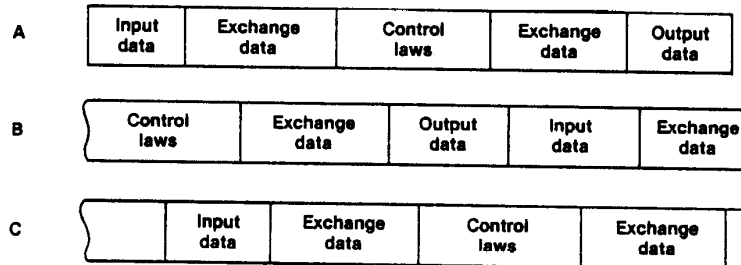 A
Input data
Exchange data
Control laws
Exchange data
Output data
B
Control laws
Exchange data
Output data
Input data
Exchange data
C
Input data
Exchange data
Control laws
Exchange data